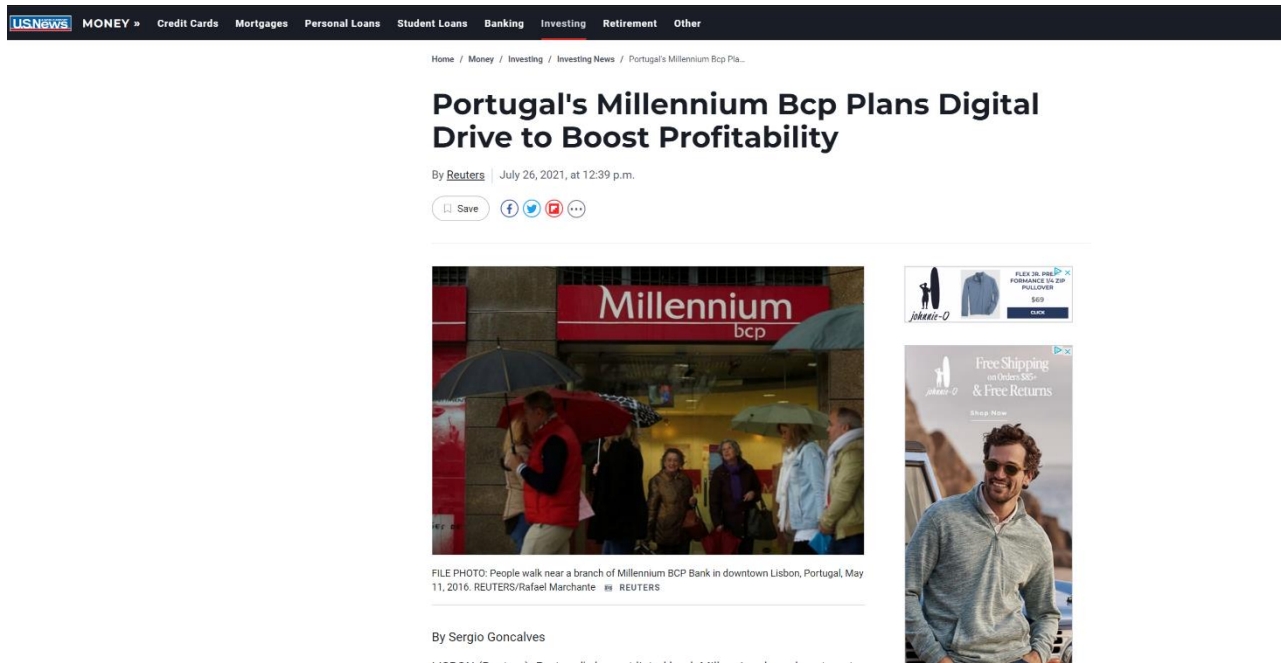 U.S.News MONEY » Credit Cards Mortgages Personal Loans Student Loans Banking Investing Retirement Other
Home / Money / Investing / Investing News / Portugal's Millennium Bcp Pla...
Portugal's Millennium Bcp Plans Digital
Drive to Boost Profitability
By Reuters | July 26, 2021, at 12:39 p.m.
Save
Millennium
bcp
FILE PHOTO: People walk near a branch of Millennium BCP Bank in downtown Lisbon, Portugal, May
11, 2016. REUTERS/Rafael Marchante REUTERS
By Sergio Goncalves
johnnie-O
FLEX JR. PRE
FORMANCE 1/4 ZIP
PULLOVER
$69
CLICK
johnnie-O
Free Shipping
on Orders $85+
& Free Returns
Shop Now